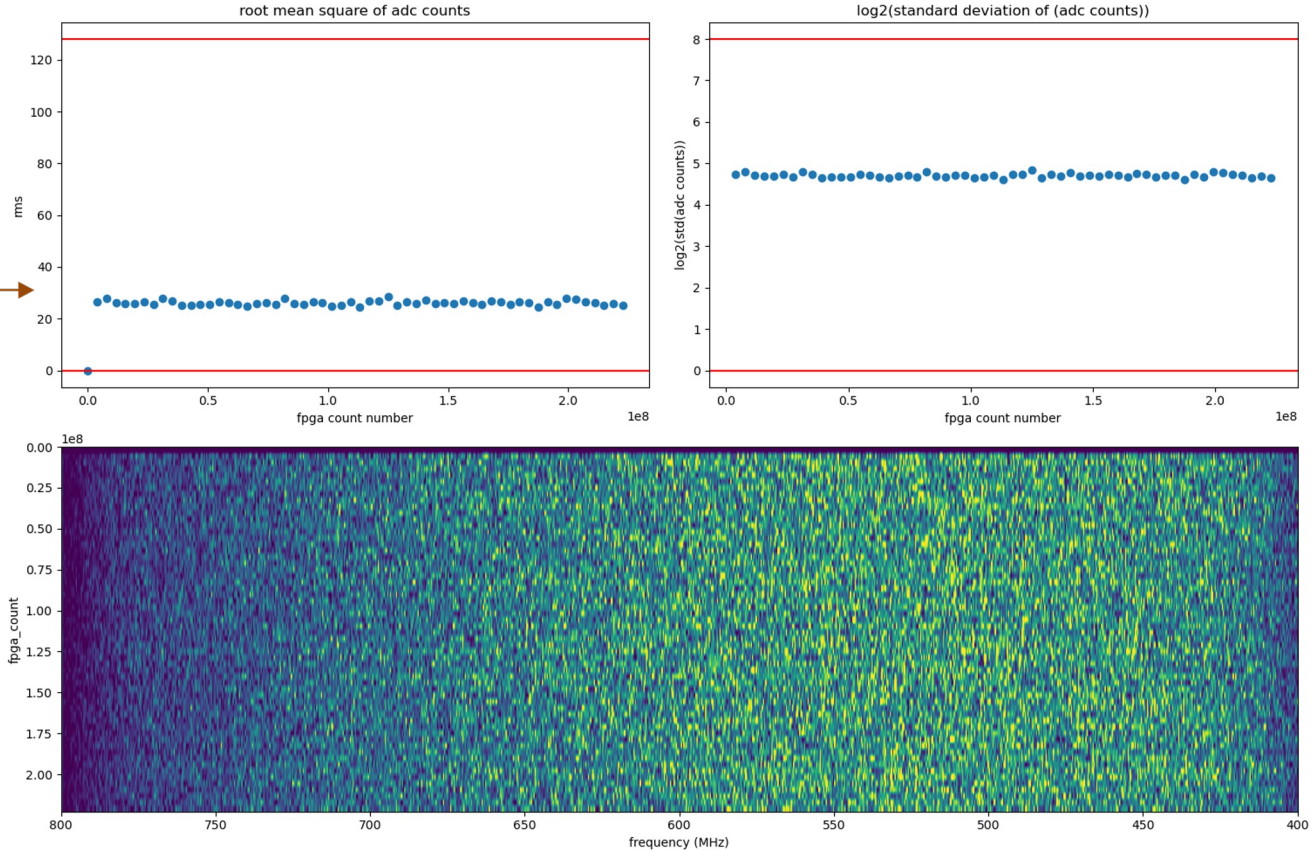 root mean square of adc counts
rms
120
100
80
60
40
20
0
0.0 0.5 1.0 1.5 2.0
1e8
fpga count number
log2(standard deviation of (adc counts))
log2(std(adc counts))
8
7
6
5
4
3
2
1
0
0.0 0.5 1.0 1.5 2.0
1e8
fpga count number
1e8
fpga_count
0.00
0.25
0.50
0.75
1.00
1.25
1.50
1.75
2.00
800 750 700 650 600 550 500 450 400
frequency (MHz)